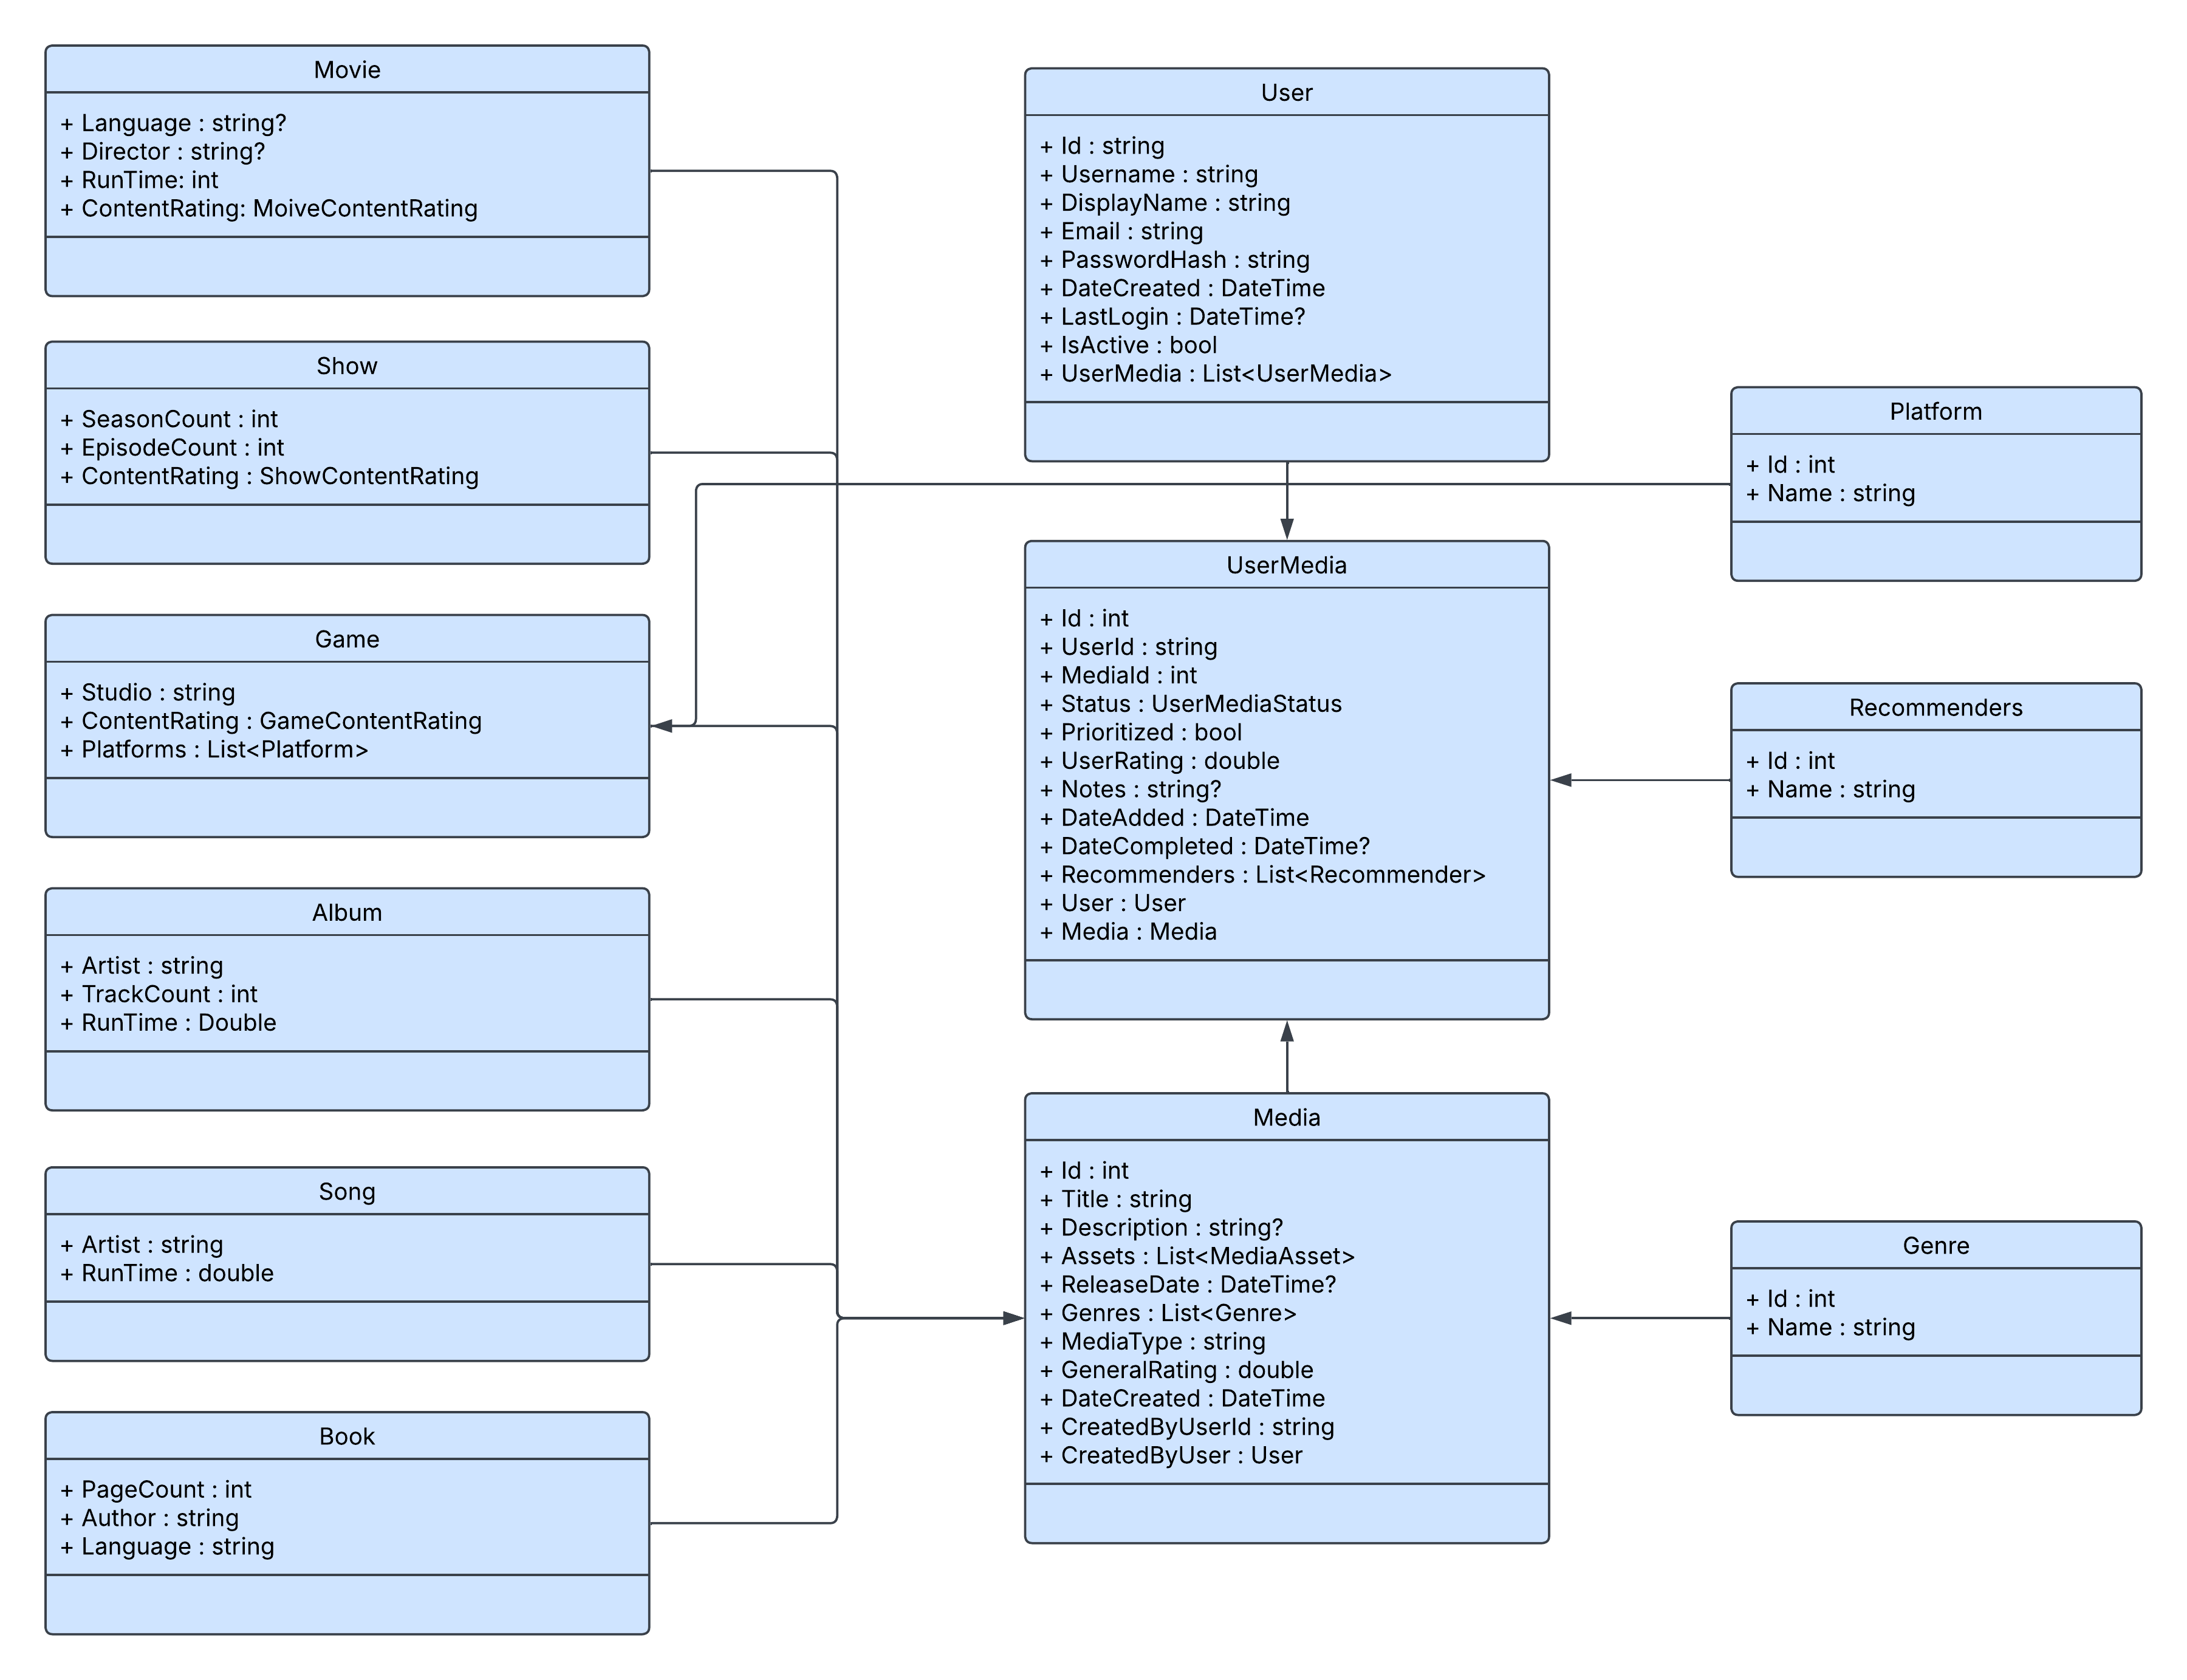 Movie
+ Language : string?
+ Director : string?
+ RunTime: int
+ ContentRating: MoiveContentRating
Show
+ SeasonCount : int
+ EpisodeCount : int
+ ContentRating : ShowContentRating
Game
+ Studio : string
+ ContentRating : GameContentRating
+ Platforms : List<Platform>
Album
+ Artist : string
+ TrackCount : int
+ RunTime : Double
Song
+ Artist : string
+ RunTime : double
Book
+ PageCount : int
+ Author : string
+ Language : string
User
+ Id : string
+ Username : string
+ DisplayName : string
+ Email : string
+ PasswordHash : string
+ DateCreated : DateTime
+ LastLogin : DateTime?
+ IsActive : bool
+ UserMedia : List<UserMedia>
UserMedia
+ Id : int
+ UserId : string
+ MediaId : int
+ Status : UserMediaStatus
+ Prioritized : bool
+ UserRating : double
+ Notes : string?
+ DateAdded : DateTime
+ DateCompleted : DateTime?
+ Recommenders : List<Recommender>
+ User : User
+ Media : Media
Media
+ Id : int
+ Title : string
+ Description : string?
+ Assets : List<MediaAsset>
+ ReleaseDate : DateTime?
+ Genres : List<Genre>
+ MediaType : string
+ GeneralRating : double
+ DateCreated : DateTime
+ CreatedByUserId : string
+ CreatedByUser : User
Platform
+ Id : int
+ Name : string
Recommenders
+ Id : int
+ Name : string
Genre
+ Id : int
+ Name : string